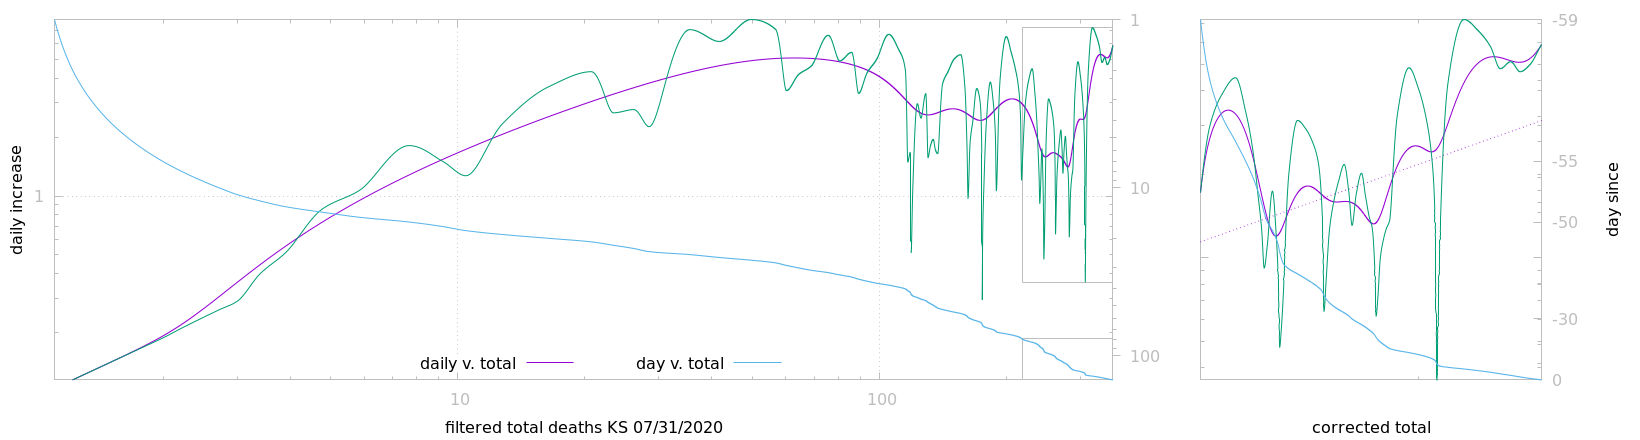 daily increase
1
daily v. total
day v. total
10
100
1
10
100
filtered total deaths KS 07/31/2020
-59
-55
-50
-30
0
day since
corrected total